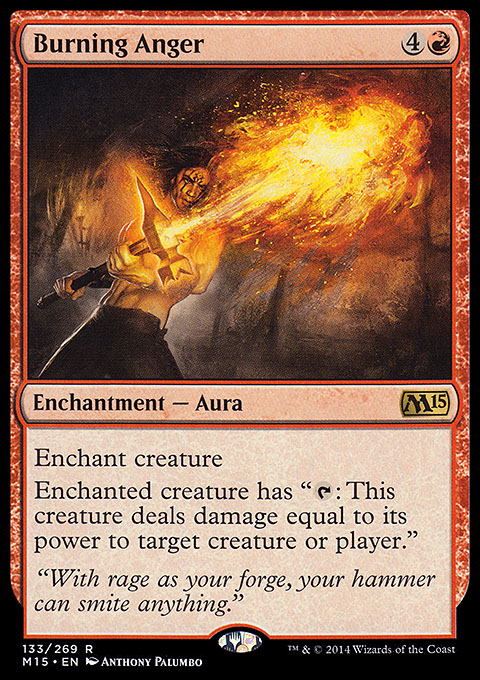 Burning Anger 4
Enchantment — Aura M15
Enchant creature
Enchanted creature has “: This
creature deals damage equal to its
power to target creature or player.”
“With rage as your forge, your hammer
can smite anything.”
133/269 R
M15 • EN Anthony Palumbo
™ & © 2014 Wizards of the Coast